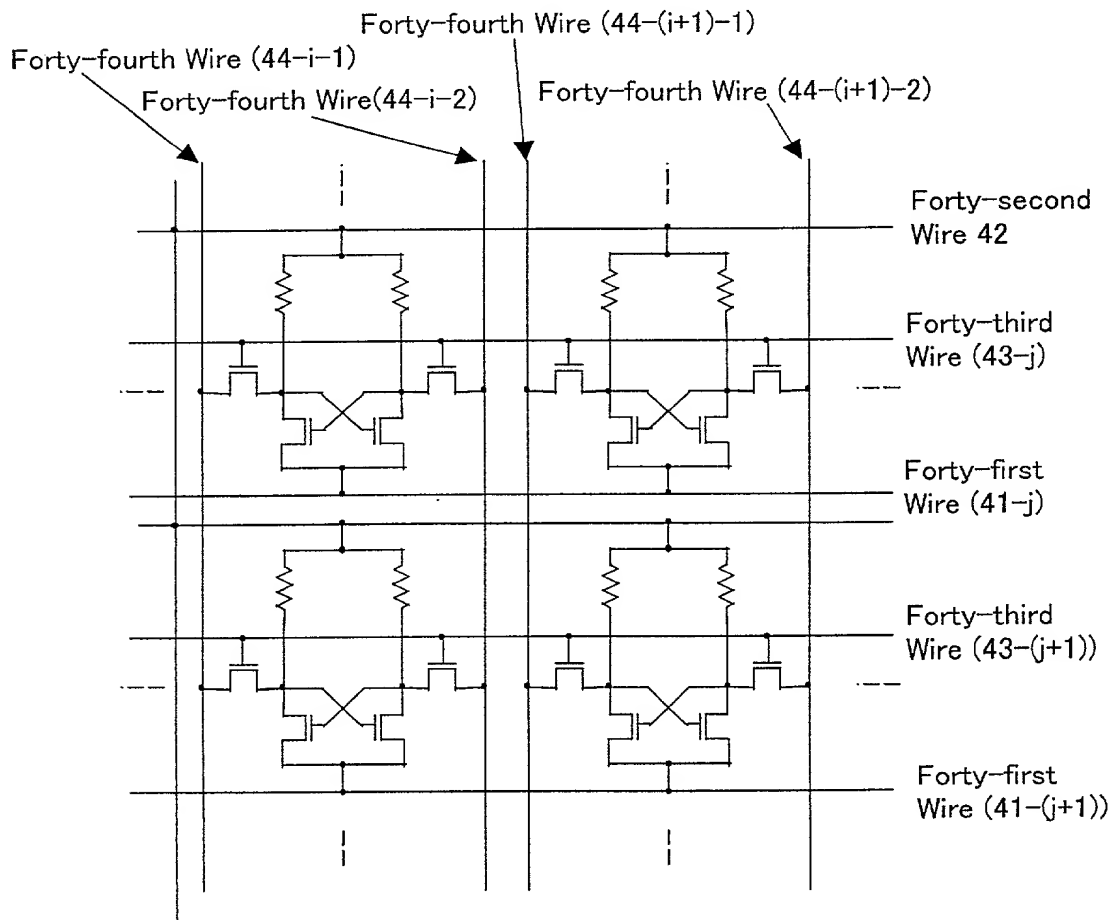 Forty-fourth Wire (44-(i+1)-1)
Forty-fourth Wire (44-i-1)
Forty-fourth Wire(44-i-2)
Forty-fourth Wire (44-(i+1)-2)
Forty-second
Wire 42
Forty-third
Wire (43-j)
Forty-first
Wire (41-j)
Forty-third
Wire (43-(j+1))
Forty-first
Wire (41-(j+1))